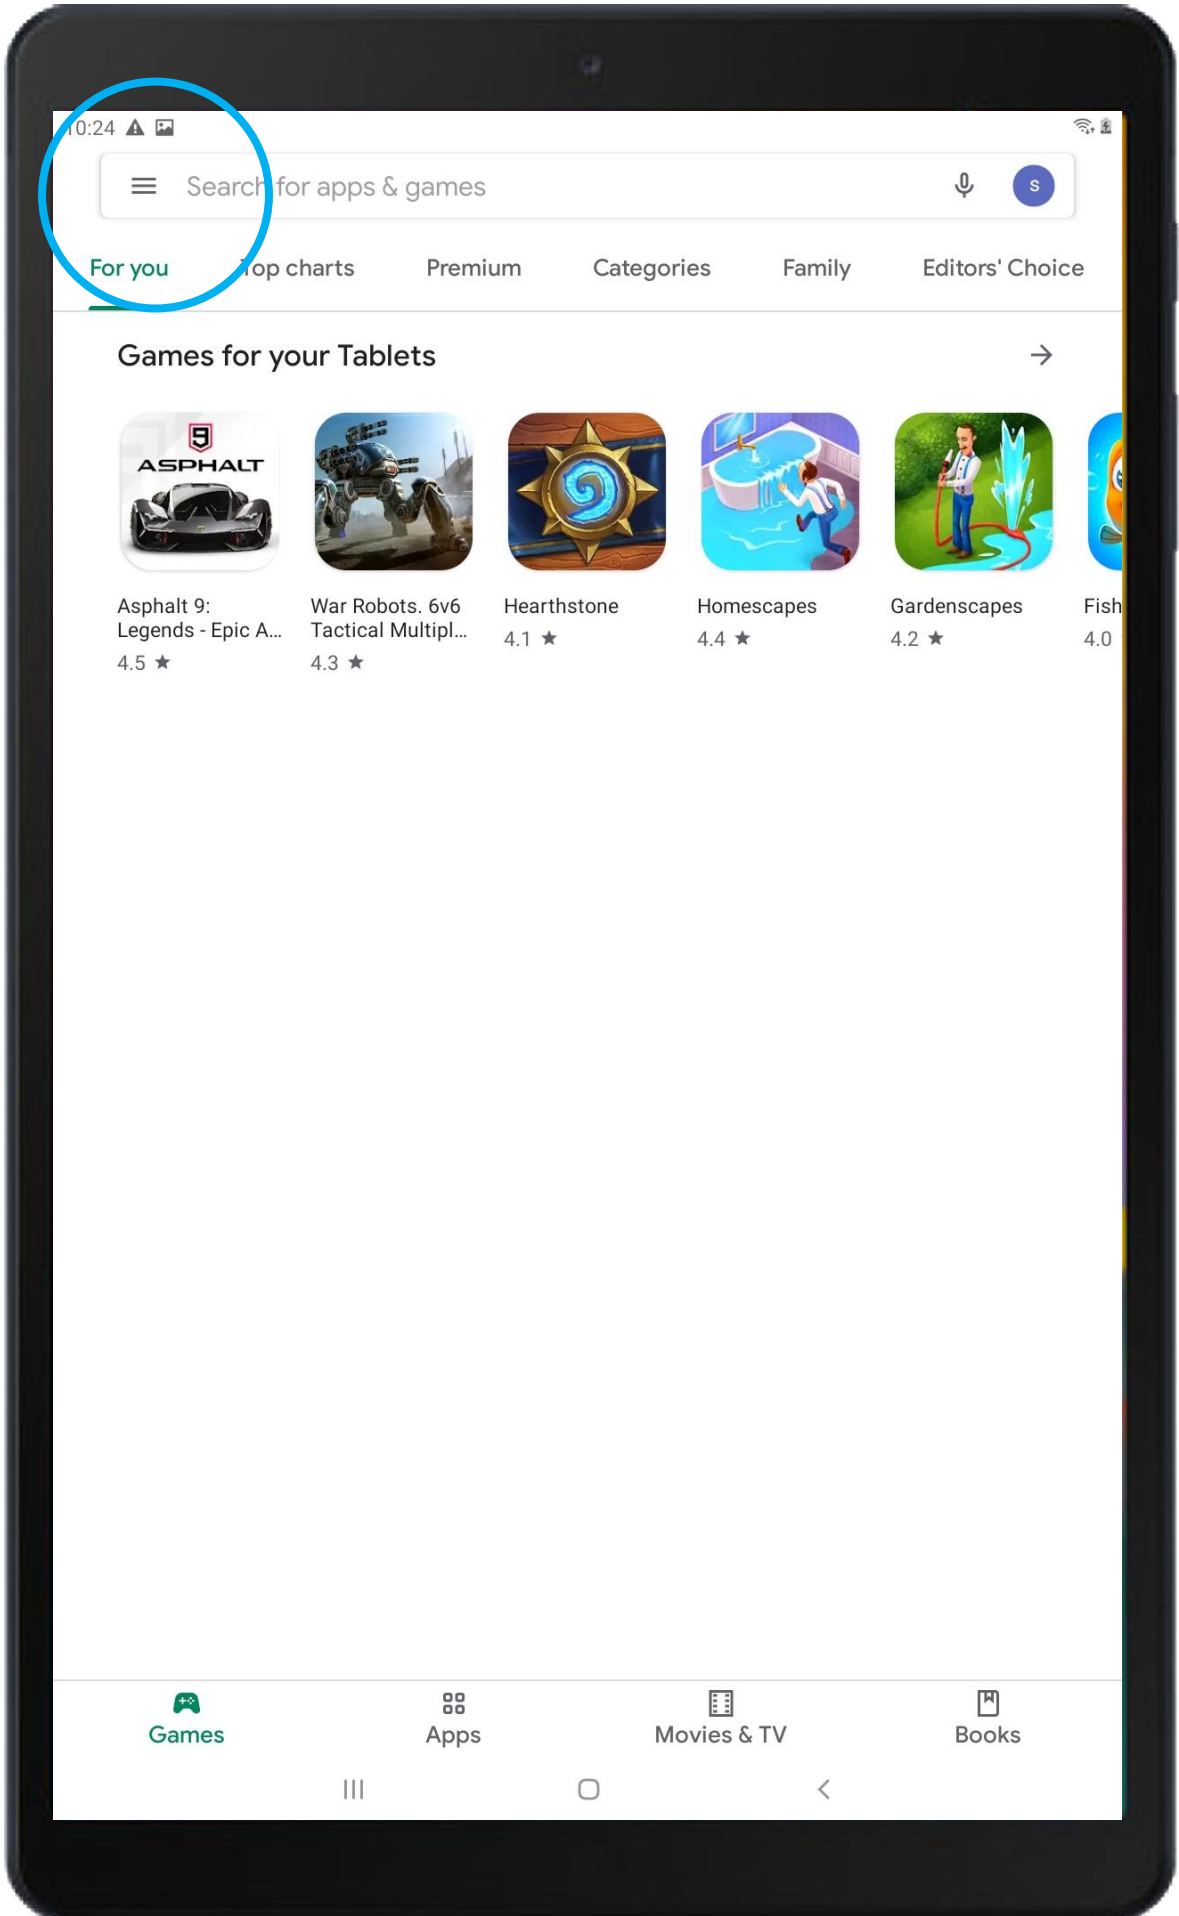 10:24
Search for apps & games
S
For you Top charts Premium Categories Family Editors' Choice
Games for your Tablets
9
ASPHALT
Asphalt 9: War Robots. 6v6 Hearthstone Homescapes Gardenscapes Fish
Legends - Epic A... Tactical Multipl...
4.1 ★ 4.4 ★ 4.2 ★ 4.0
4.5 ★ 4.3 ★
Games Apps Movies & TV Books